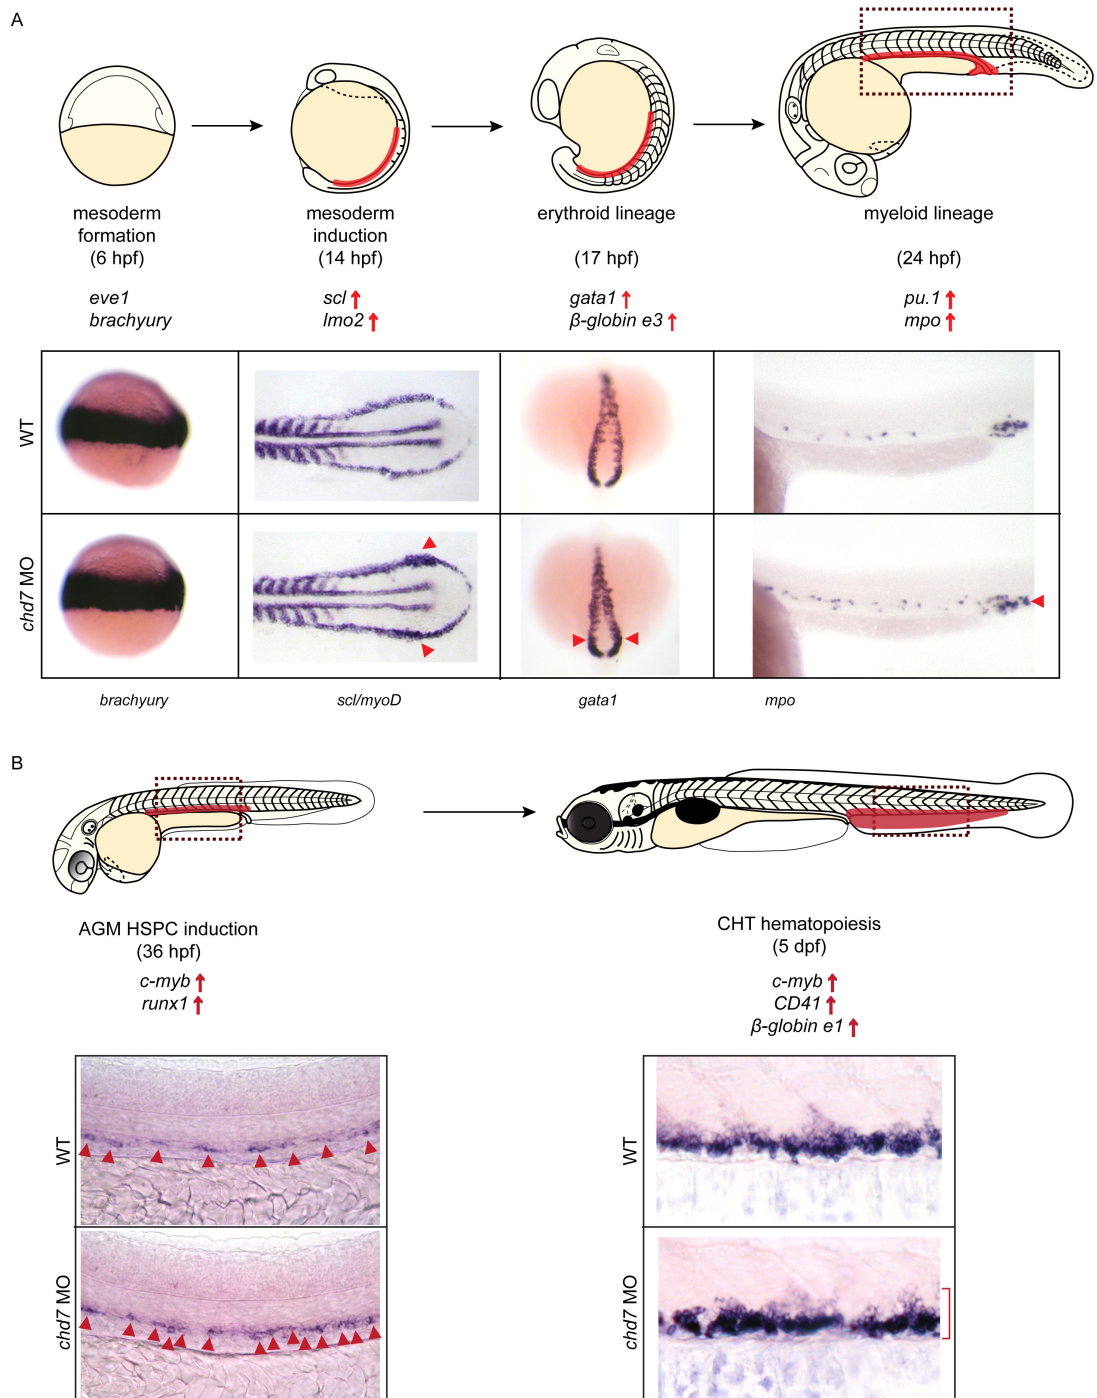 A
mesoderm
formation
(6 hpf)
mesoderm
induction
(14 hpf)
erythroid lineage
(17 hpf)
myeloid lineage
(24 hpf)
eve1
brachyury
scl
lmo2
gata1
β-globin e3
pu.1
mpo
WT
chd7 MO
brachyury
scl/myoD
gata1
mpo
B
AGM HSPC induction
(36 hpf)
c-myb
runx1
CHT hematopoiesis
(5 dpf)
c-myb
CD41
β-globin e1
WT
chd7 MO
WT
chd7 MO